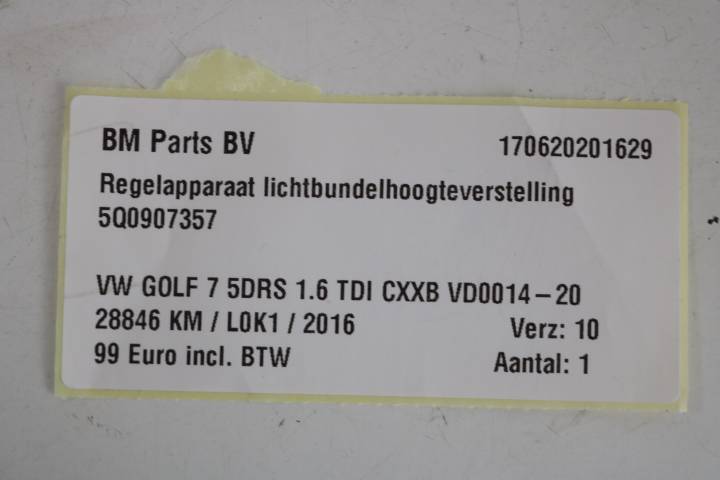 BM Parts BV 170620201629
Regelapparaat lichtbundelhoogteverstelling
5Q0907357
VW GOLF 7 5DRS 1.6 TDI CXXB VD0014-20
28846 KM / L0K1 / 2016 Verz: 10
99 Euro incl. BTW Aantal: 1